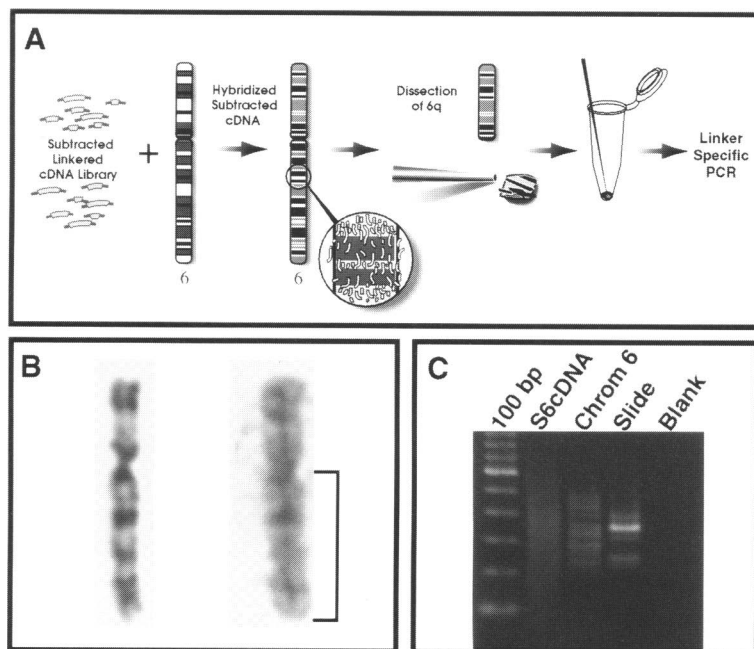 A
Subtracted
Linkered
cDNA Library
+
6
Hybridized
Subtracted
cDNA
6
Dissection
of 6q
Linker
Specific
PCR
B
C
100 bp
S6cDNA
Chrom 6
Slide
Blank